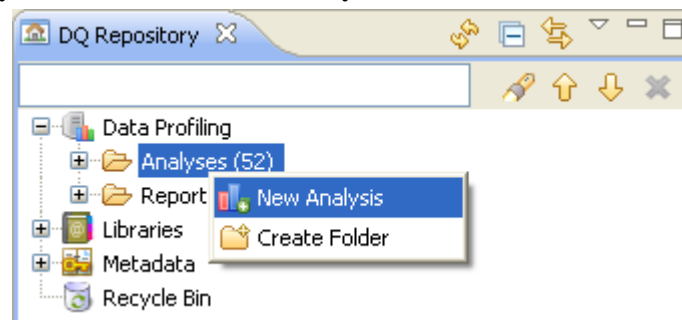 DQ Repository
Data Profiling
Analyses (52)
Report
New Analysis
Libraries
Create Folder
Metadata
Recycle Bin